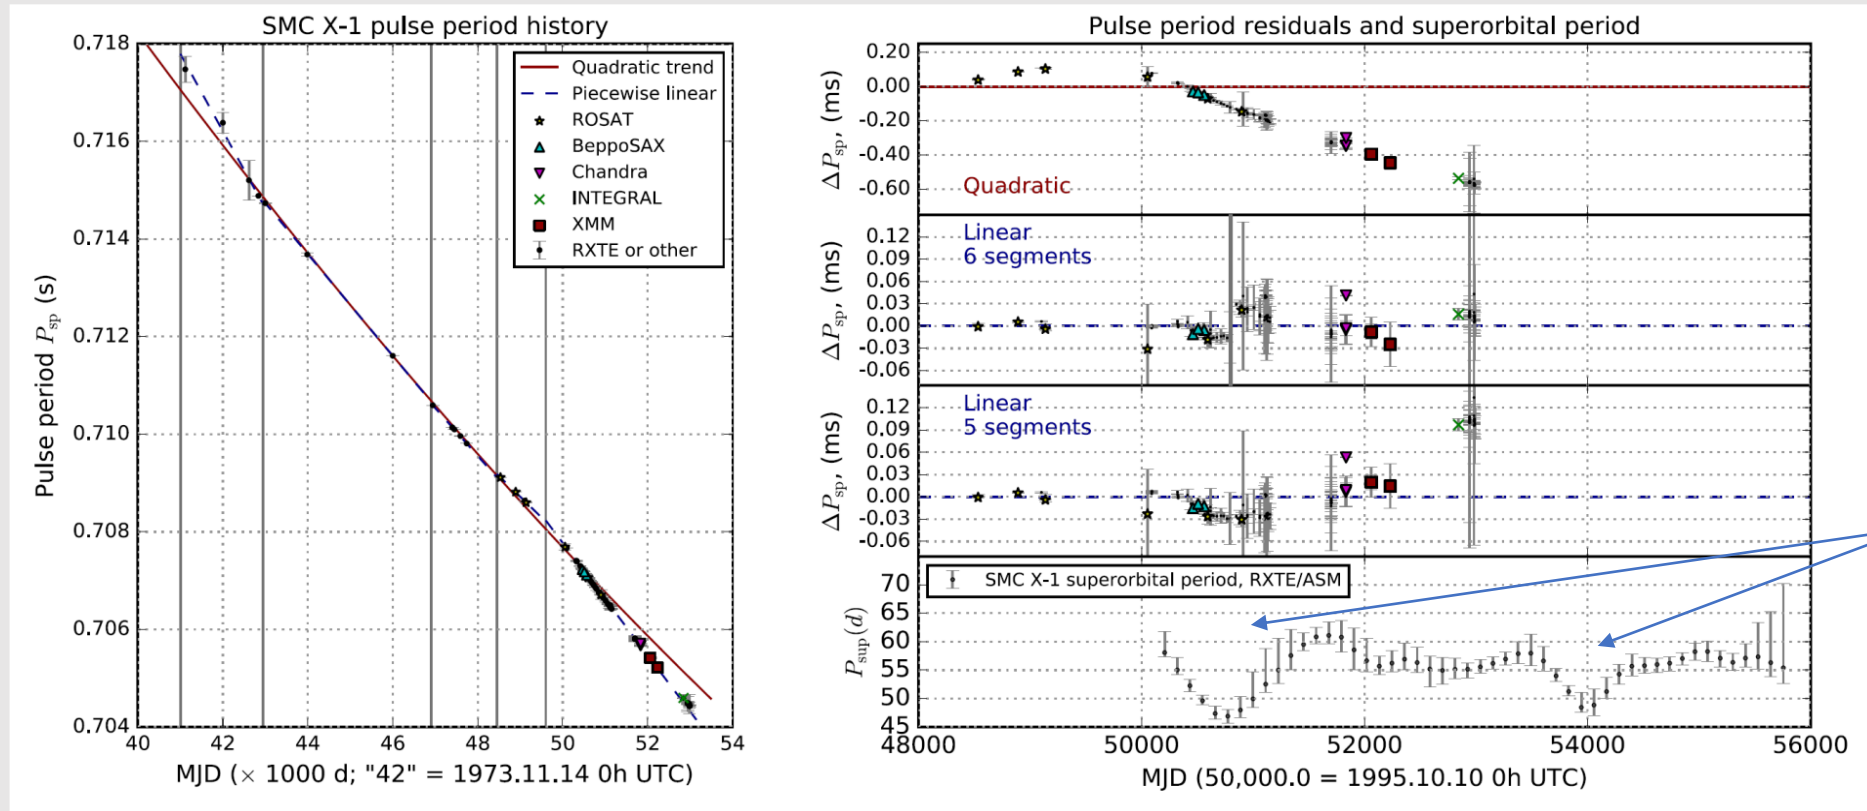 SMC X-1 pulse period history
0.718
0.716
0.714
0.712
0.710
0.708
0.706
0.704
Pulse period P_sp (s)
Quadratic trend
Piecewise linear
ROSAT
BeppoSAX
Chandra
INTEGRAL
XMM
RXTE or other
40 42 44 46 48 50 52 54
MJD (× 1000 d; "42" = 1973.11.14 0h UTC)
Pulse period residuals and superorbital period
0.20
0.00
-0.20
-0.40
-0.60
ΔP_sp, (ms)
Quadratic
0.12
0.09
0.06
0.03
0.00
-0.03
-0.06
ΔP_sp, (ms)
Linear
6 segments
0.12
0.09
0.06
0.03
0.00
-0.03
-0.06
ΔP_sp, (ms)
Linear
5 segments
70
65
60
55
50
45
P_sup(d)
SMC X-1 superorbital period, RXTE/ASM
48000 50000 52000 54000 56000
MJD (50,000.0 = 1995.10.10 0h UTC)